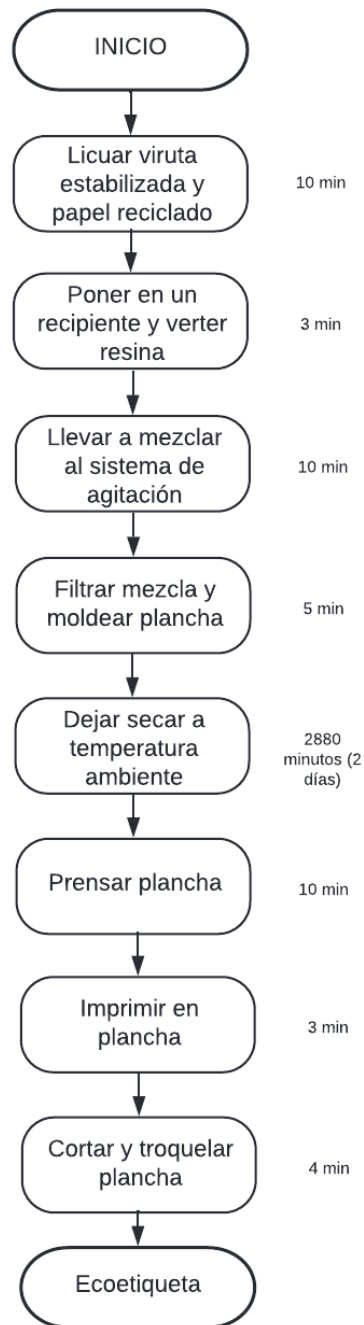 INICIO
Licuar viruta
estabilizada y
papel reciclado
10 min
Poner en un
recipiente y verter
resina
3 min
Llevar a mezclar
al sistema de
agitación
10 min
Filtrar mezcla y
moldear plancha
5 min
Dejar secar a
temperatura
ambiente
2880
minutos (2
días)
Prensar plancha
10 min
Imprimir en
plancha
3 min
Cortar y troquelar
plancha
4 min
Ecoetiqueta